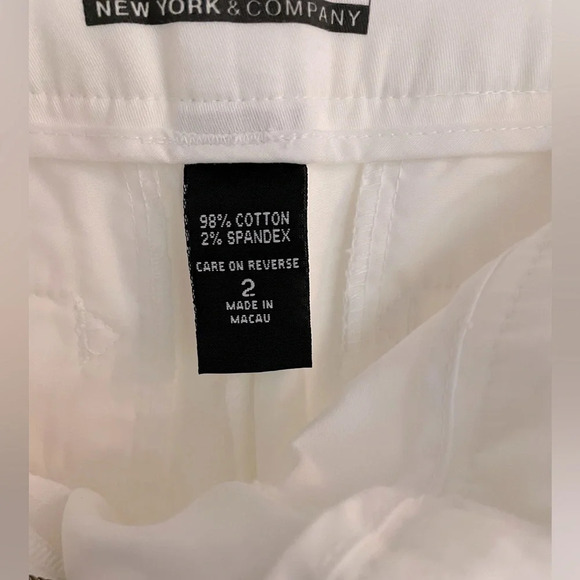 NEW YORK & COMPANY
98% COTTON
2% SPANDEX
CARE ON REVERSE
2
MADE IN
MACAU